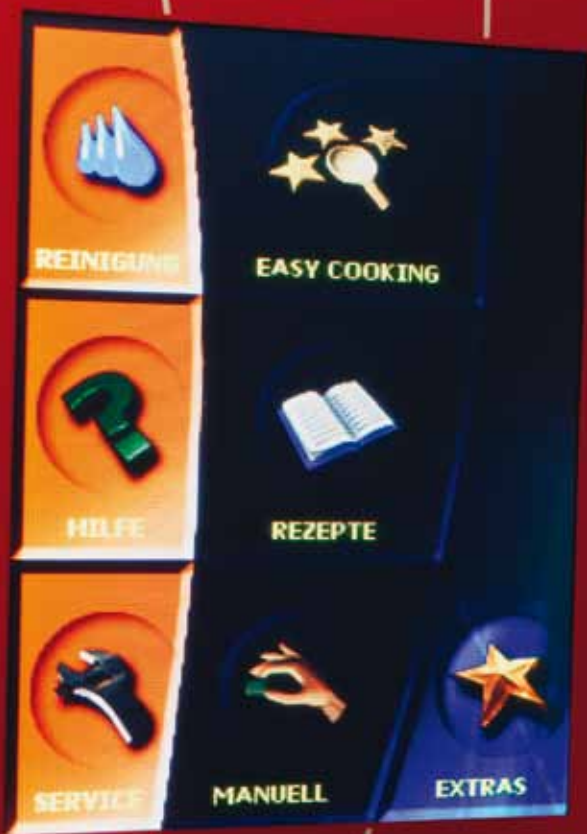 REINIGUNG
EASY COOKING
HILFE
REZEPTE
SERVICE
MANUELL
EXTRAS